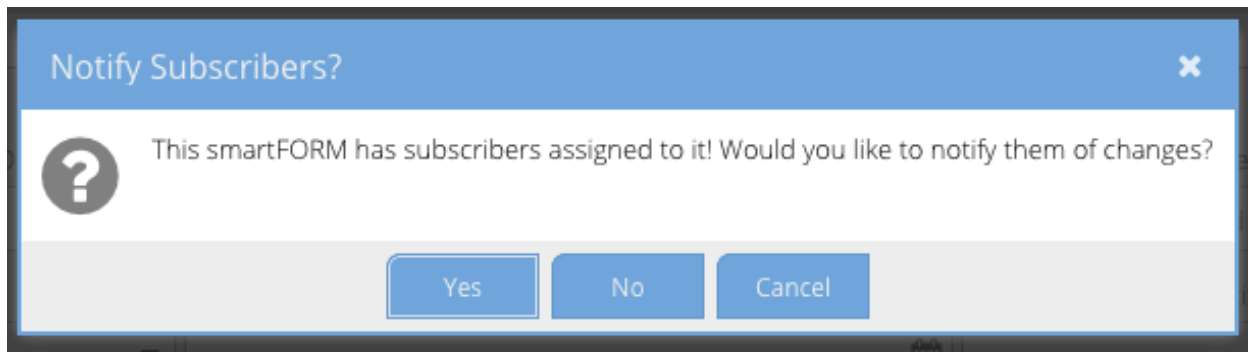 Notify Subscribers?
This smartFORM has subscribers assigned to it! Would you like to notify them of changes?
Yes
No
Cancel